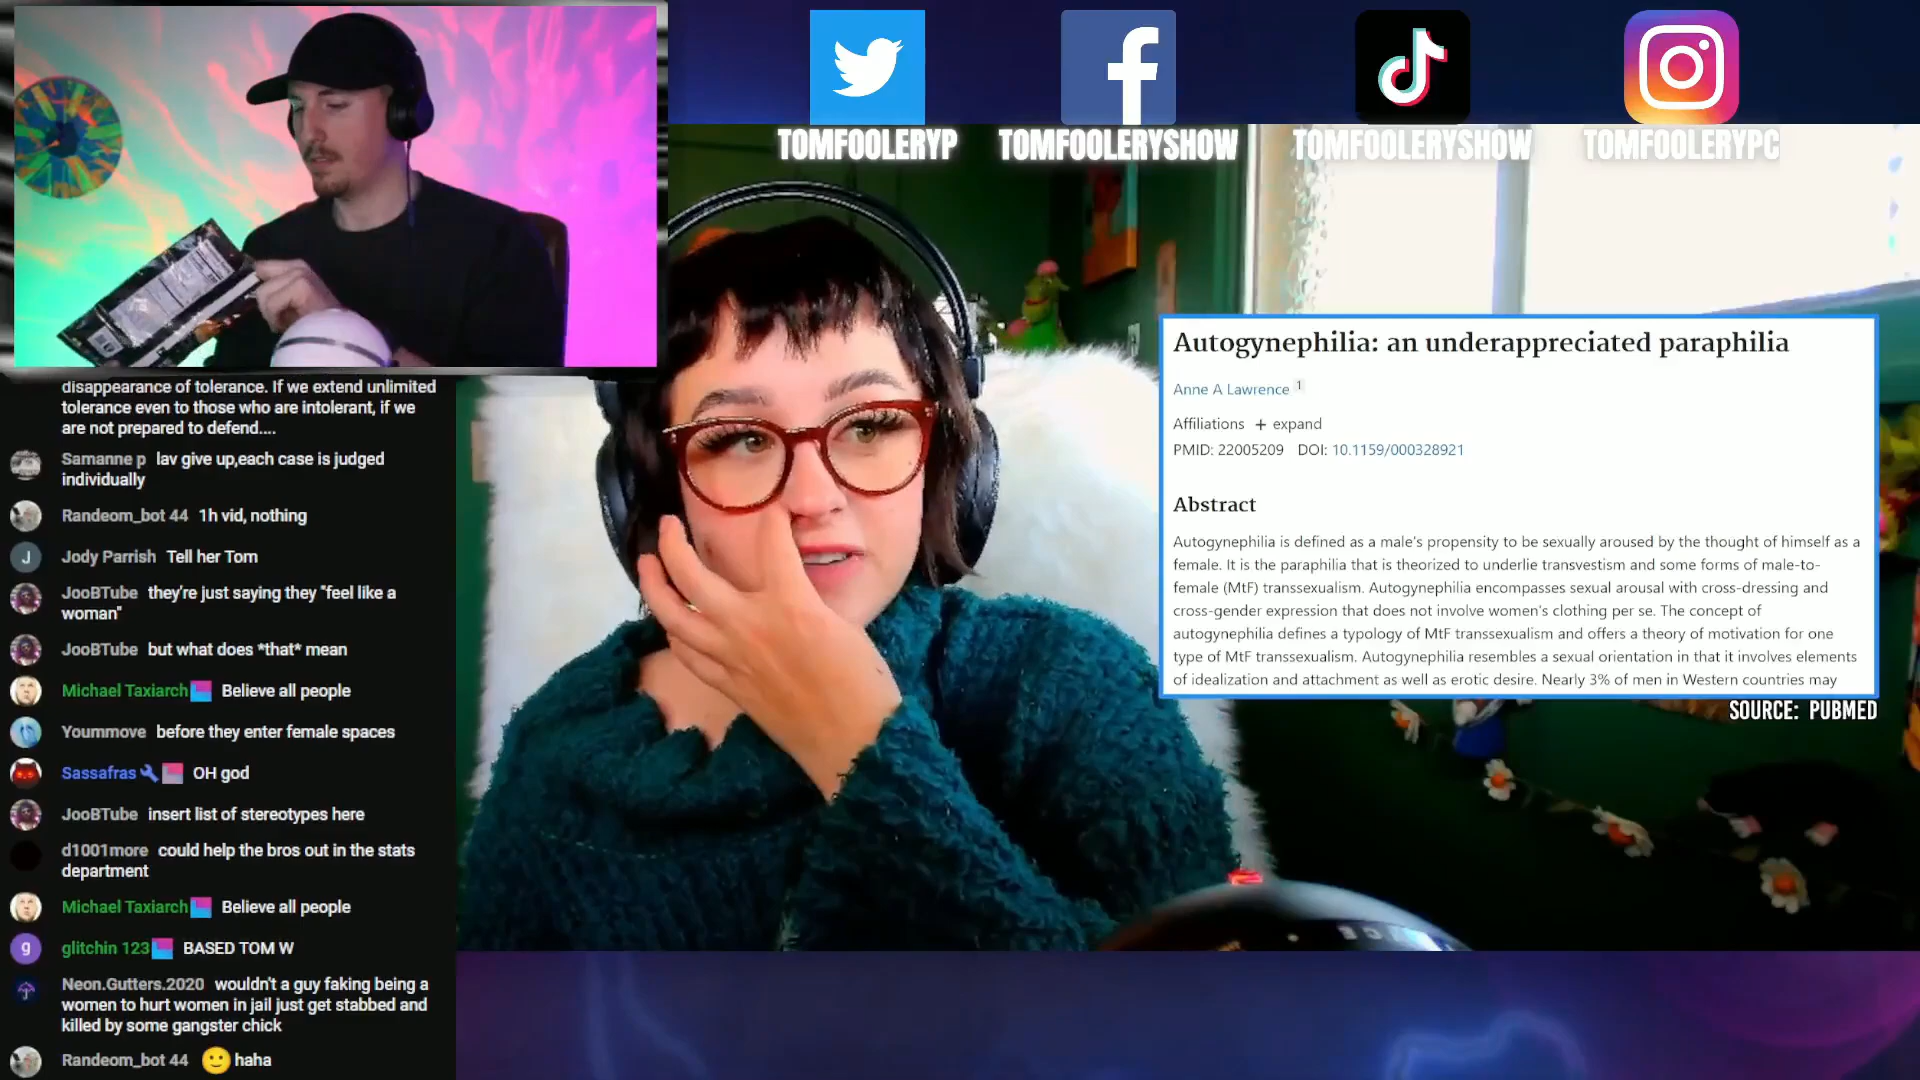 TOMFOOLERYP
TOMFOOLERYSHOW
TOMFOOLERYSHOW
TOMFOOLERYPC
disappearance of tolerance. If we extend unlimited
tolerance even to those who are intolerant, if we
are not prepared to defend....
Samanne p lav give up,each case is judged
individually
Randeom_bot 44 1h vid, nothing
J
Jody Parrish Tell her Tom
JooBTube they're just saying they "feel like a
woman"
JooBTube but what does *that* mean
Michael Taxiarch Believe all people
Yoummove before they enter female spaces
Sassafras OH god
JooBTube insert list of stereotypes here
d1001more could help the bros out in the stats
department
Michael Taxiarch Believe all people
g
glitchin 123 BASED TOM W
Neon.Gutters.2020 wouldn't a guy faking being a
women to hurt women in jail just get stabbed and
killed by some gangster chick
Randeom_bot 44 🙂 haha
Autogynephilia: an underappreciated paraphilia
Anne A Lawrence 1
Affiliations + expand
PMID: 22005209 DOI: 10.1159/000328921
Abstract
Autogynephilia is defined as a male's propensity to be sexually aroused by the thought of himself as a
female. It is the paraphilia that is theorized to underlie transvestism and some forms of male-to-
female (MtF) transsexualism. Autogynephilia encompasses sexual arousal with cross-dressing and
cross-gender expression that does not involve women's clothing per se. The concept of
autogynephilia defines a typology of MtF transsexualism and offers a theory of motivation for one
type of MtF transsexualism. Autogynephilia resembles a sexual orientation in that it involves elements
of idealization and attachment as well as erotic desire. Nearly 3% of men in Western countries may
SOURCE: PUBMED